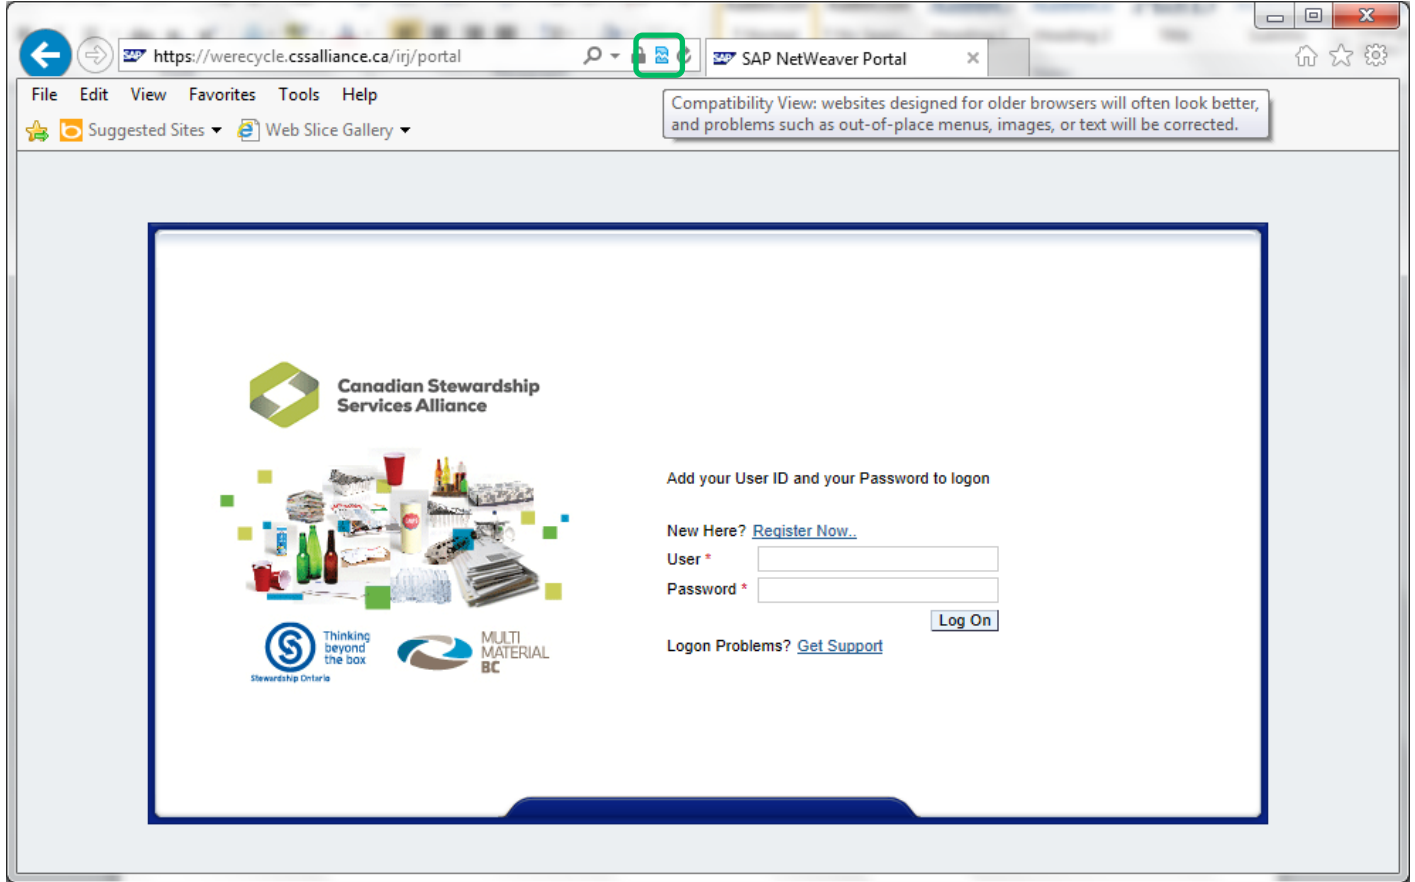 SAP https://werecycle.cssalliance.ca/irj/portal
SAP SAP NetWeaver Portal
File Edit View Favorites Tools Help
Compatibility View: websites designed for older browsers will often look better,
and problems such as out-of-place menus, images, or text will be corrected.
Suggested Sites Web Slice Gallery
Canadian Stewardship
Services Alliance
Add your User ID and your Password to logon
New Here? Register Now..
User *
Password *
Log On
Logon Problems? Get Support
Thinking
beyond
the box
Stewardship Ontario
MULTI
MATERIAL
BC